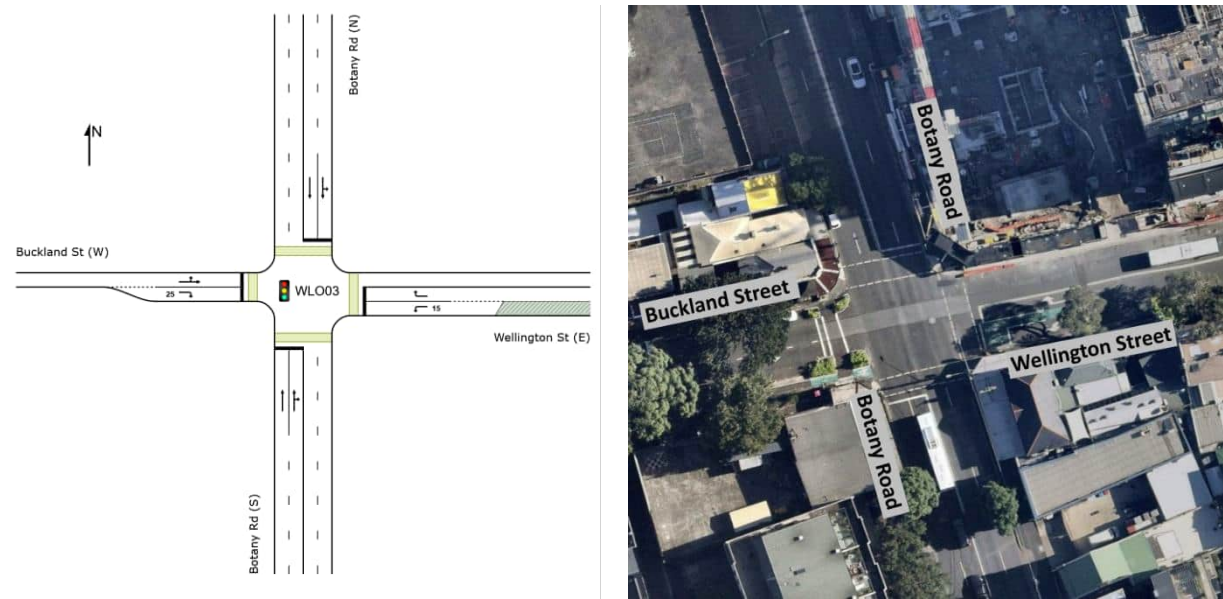 Botany Rd (N)
N
Buckland St (W)
25
WLO03
15
Wellington St (E)
Botany Rd (S)
Botany Road
Buckland Street
Wellington Street
Botany Road